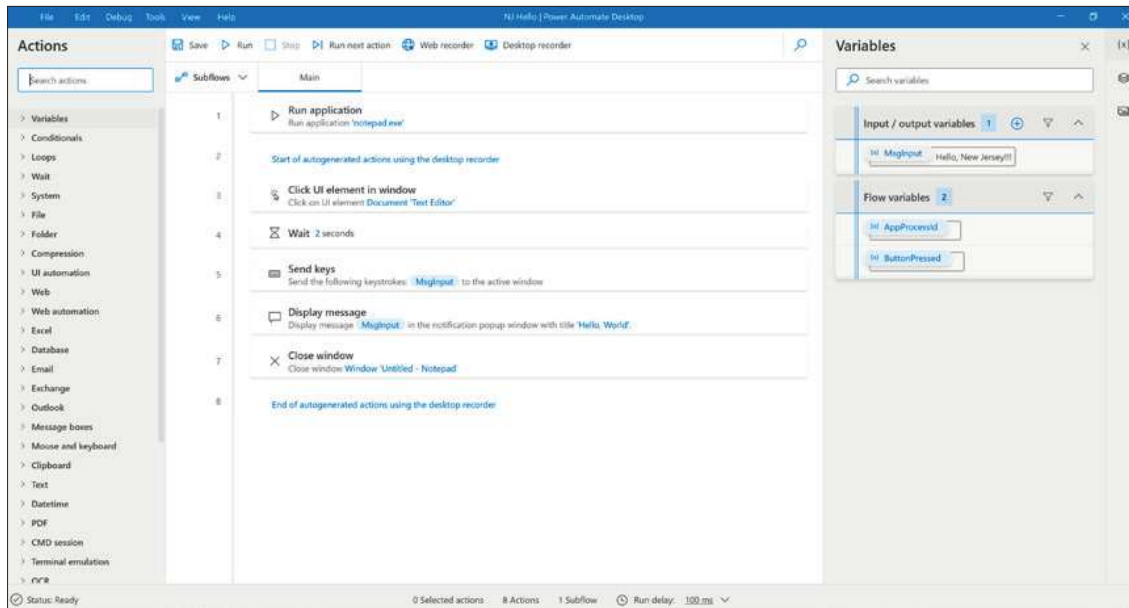 File Edit Debug Tools View Help
NJ Hello | Power Automate Desktop
Actions
Search actions
Variables
Conditionals
Loops
Wait
System
File
Folder
Compression
UI automation
Web
Web automation
Excel
Database
Email
Exchange
Outlook
Message boxes
Mouse and keyboard
Clipboard
Text
Datetime
PDF
CMD session
Terminal emulation
OCR
Save Run Stop Run next action Web recorder Desktop recorder
Subflows Main
1
Run application
Run application 'notepad.exe'
2
Start of autogenerated actions using the desktop recorder
3
Click UI element in window
Click on UI element Document 'Text Editor'
4
Wait 2 seconds
5
Send keys
Send the following keystrokes: MsgInput to the active window
6
Display message
Display message MsgInput in the notification popup window with title 'Hello, World'.
7
Close window
Close window Window 'Untitled - Notepad'
8
End of autogenerated actions using the desktop recorder
Variables
{x}
Search variables
Input / output variables 1
MsgInput Hello, New Jersey!!!
Flow variables 2
AppProcessId
ButtonPressed
Status: Ready 0 Selected actions 8 Actions 1 Subflow Run delay: 100 ms